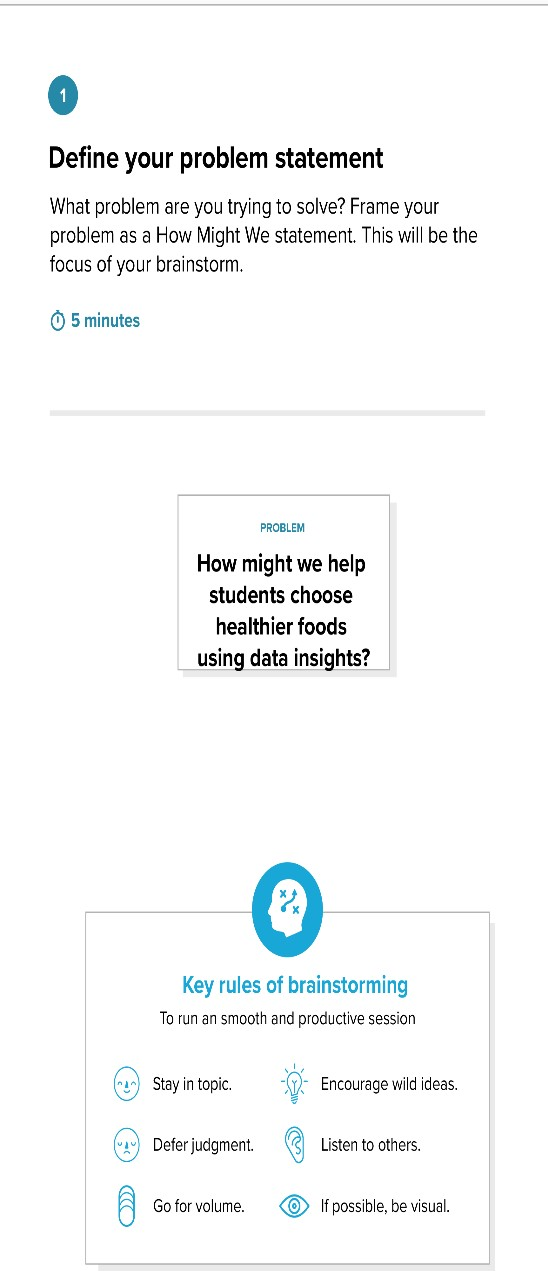 1
Define your problem statement
What problem are you trying to solve? Frame your
problem as a How Might We statement. This will be the
focus of your brainstorm.
5 minutes
PROBLEM
How might we help
students choose
healthier foods
using data insights?
Key rules of brainstorming
To run an smooth and productive session
Stay in topic.
Encourage wild ideas.
Defer judgment.
Listen to others.
Go for volume.
If possible, be visual.